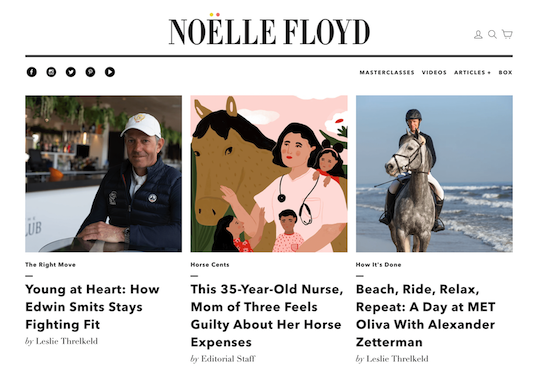 NOËLLE FLOYD
MASTERCLASSES VIDEOS ARTICLES + BOX
The Right Move
Young at Heart: How
Edwin Smits Stays
Fighting Fit
by Leslie Threlkeld
Horse Cents
This 35-Year-Old Nurse,
Mom of Three Feels
Guilty About Her Horse
Expenses
by Editorial Staff
How It's Done
Beach, Ride, Relax,
Repeat: A Day at MET
Oliva With Alexander
Zetterman
by Leslie Threlkeld